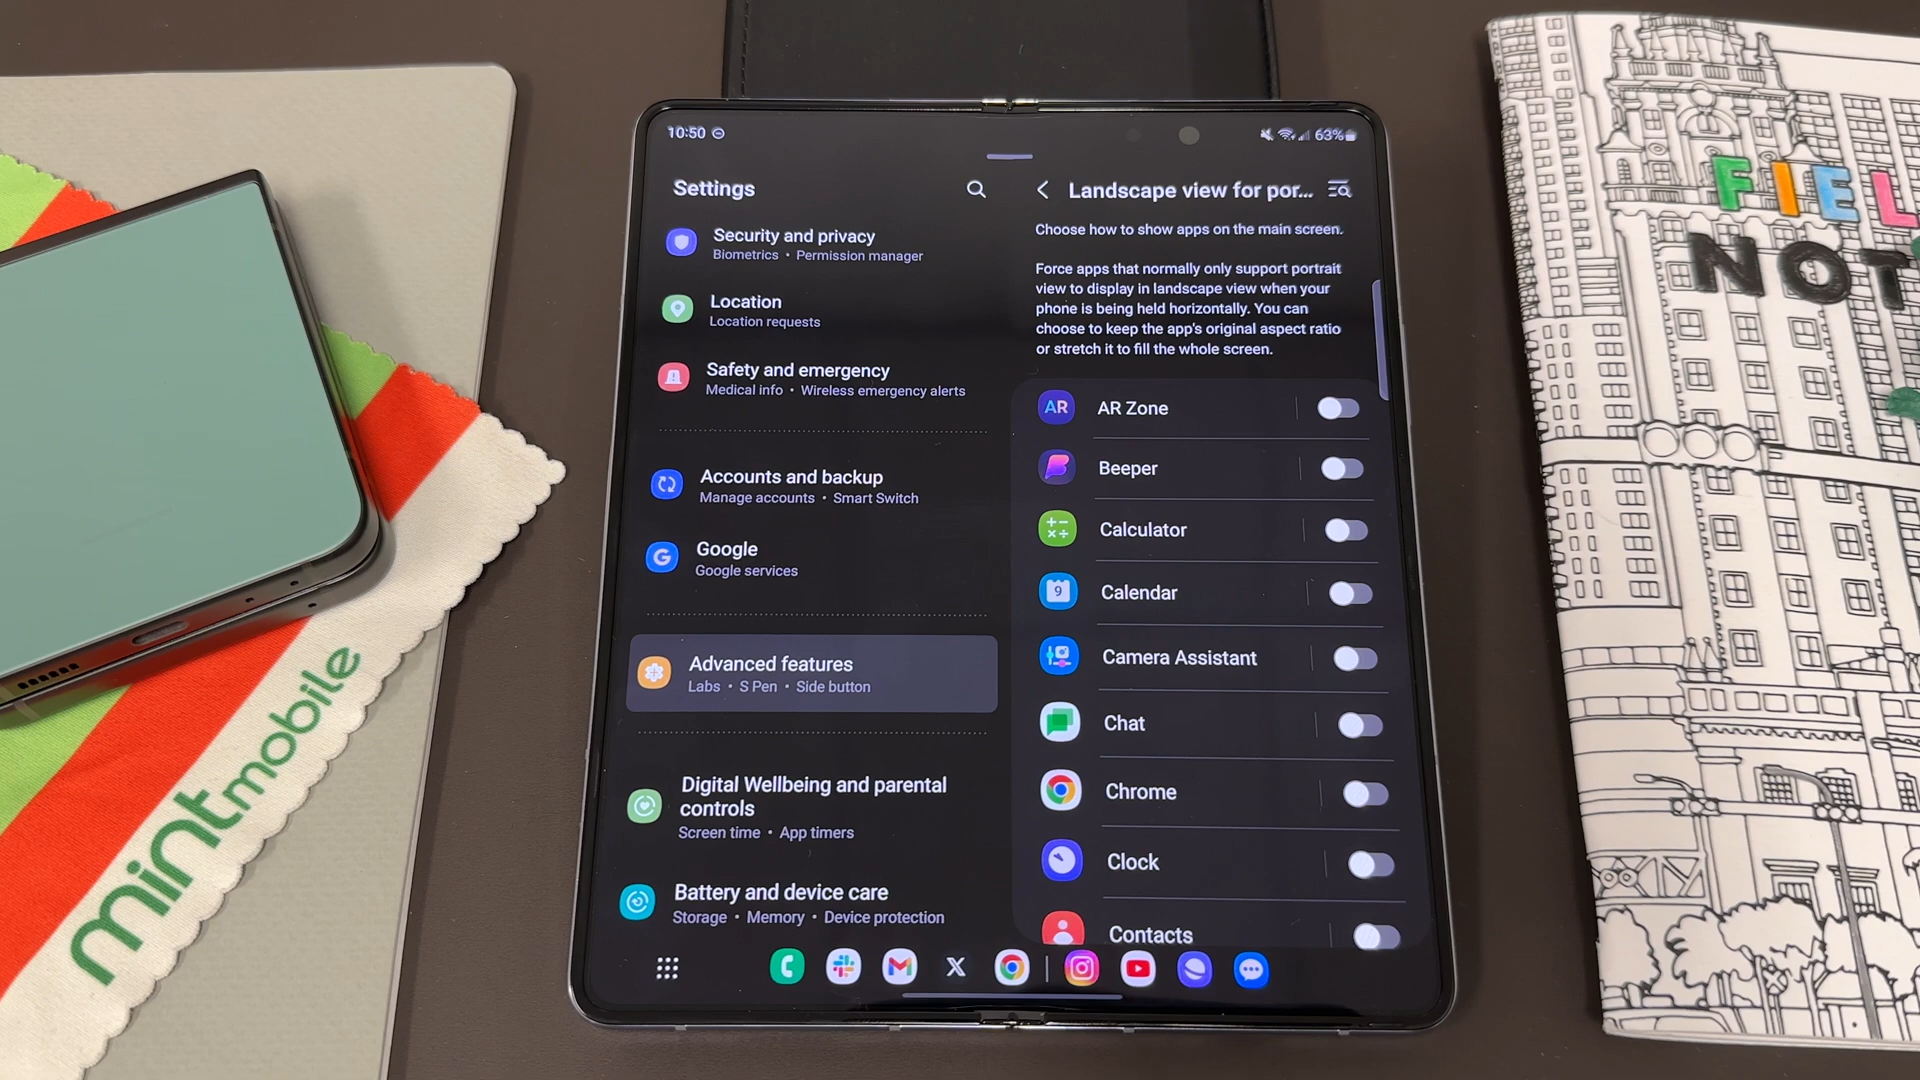 10:50
63%
Settings
Security and privacy
Biometrics • Permission manager
Location
Location requests
Safety and emergency
Medical info • Wireless emergency alerts
Accounts and backup
Manage accounts • Smart Switch
Google
Google services
Advanced features
Labs • S Pen • Side button
Digital Wellbeing and parental
controls
Screen time • App timers
Battery and device care
Storage • Memory • Device protection
Landscape view for por...
Choose how to show apps on the main screen.
Force apps that normally only support portrait
view to display in landscape view when your
phone is being held horizontally. You can
choose to keep the app's original aspect ratio
or stretch it to fill the whole screen.
AR
AR Zone
Beeper
Calculator
9
Calendar
Camera Assistant
Chat
Chrome
Clock
Contacts
mintmobile
FIEL
NOT